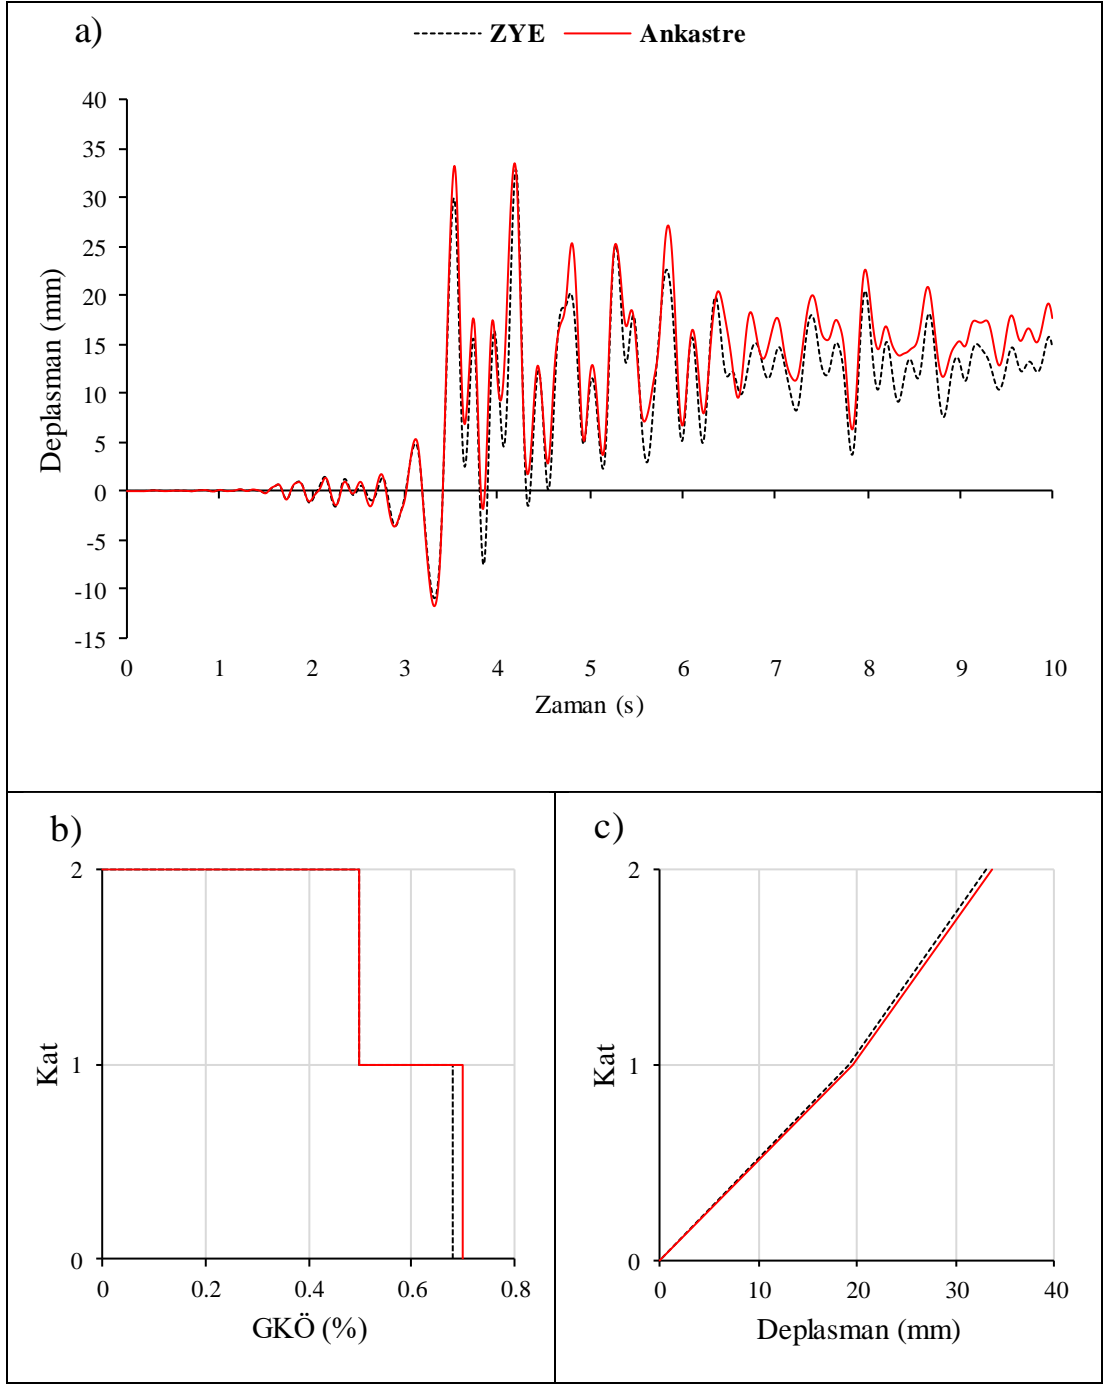 a)
ZYE Ankastre
40
35
30
25
20
15
10
5
0
-5
-10
-15
Deplasman (mm)
0 1 2 3 4 5 6 7 8 9 10
Zaman (s)
b)
2
1
0
Kat
0 0.2 0.4 0.6 0.8
GKÖ (%)
c)
2
1
0
Kat
0 10 20 30 40
Deplasman (mm)